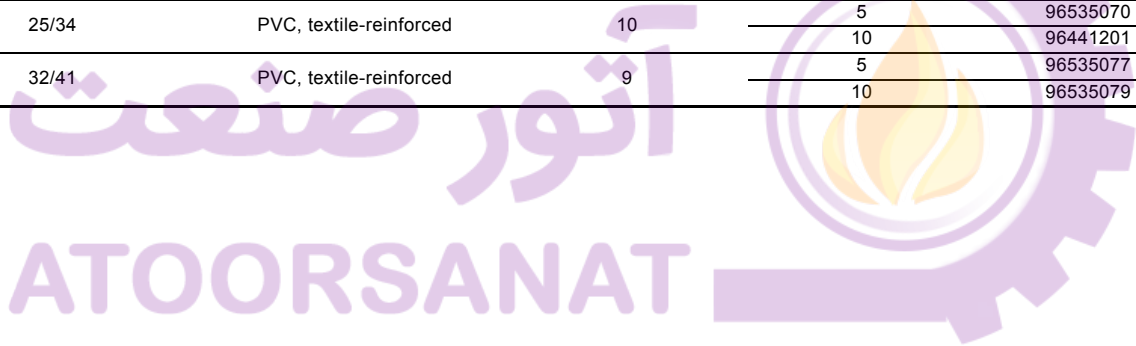 5 96535070
25/34 PVC, textile-reinforced 10
10 96441201
5 96535077
32/41 PVC, textile-reinforced 9
10 96535079
آتور صنعت
ATOORSANAT